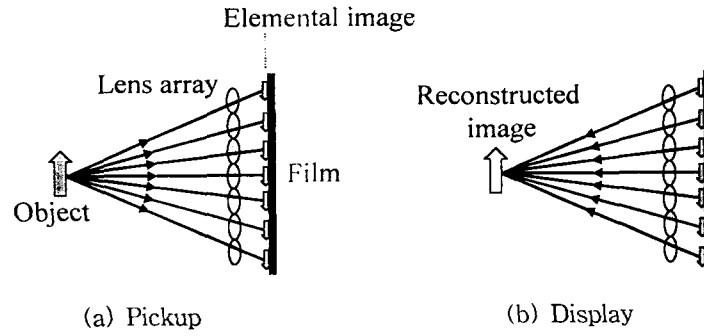 Elemental image
Lens array
Film
Object
(a) Pickup
Reconstructed
image
(b) Display